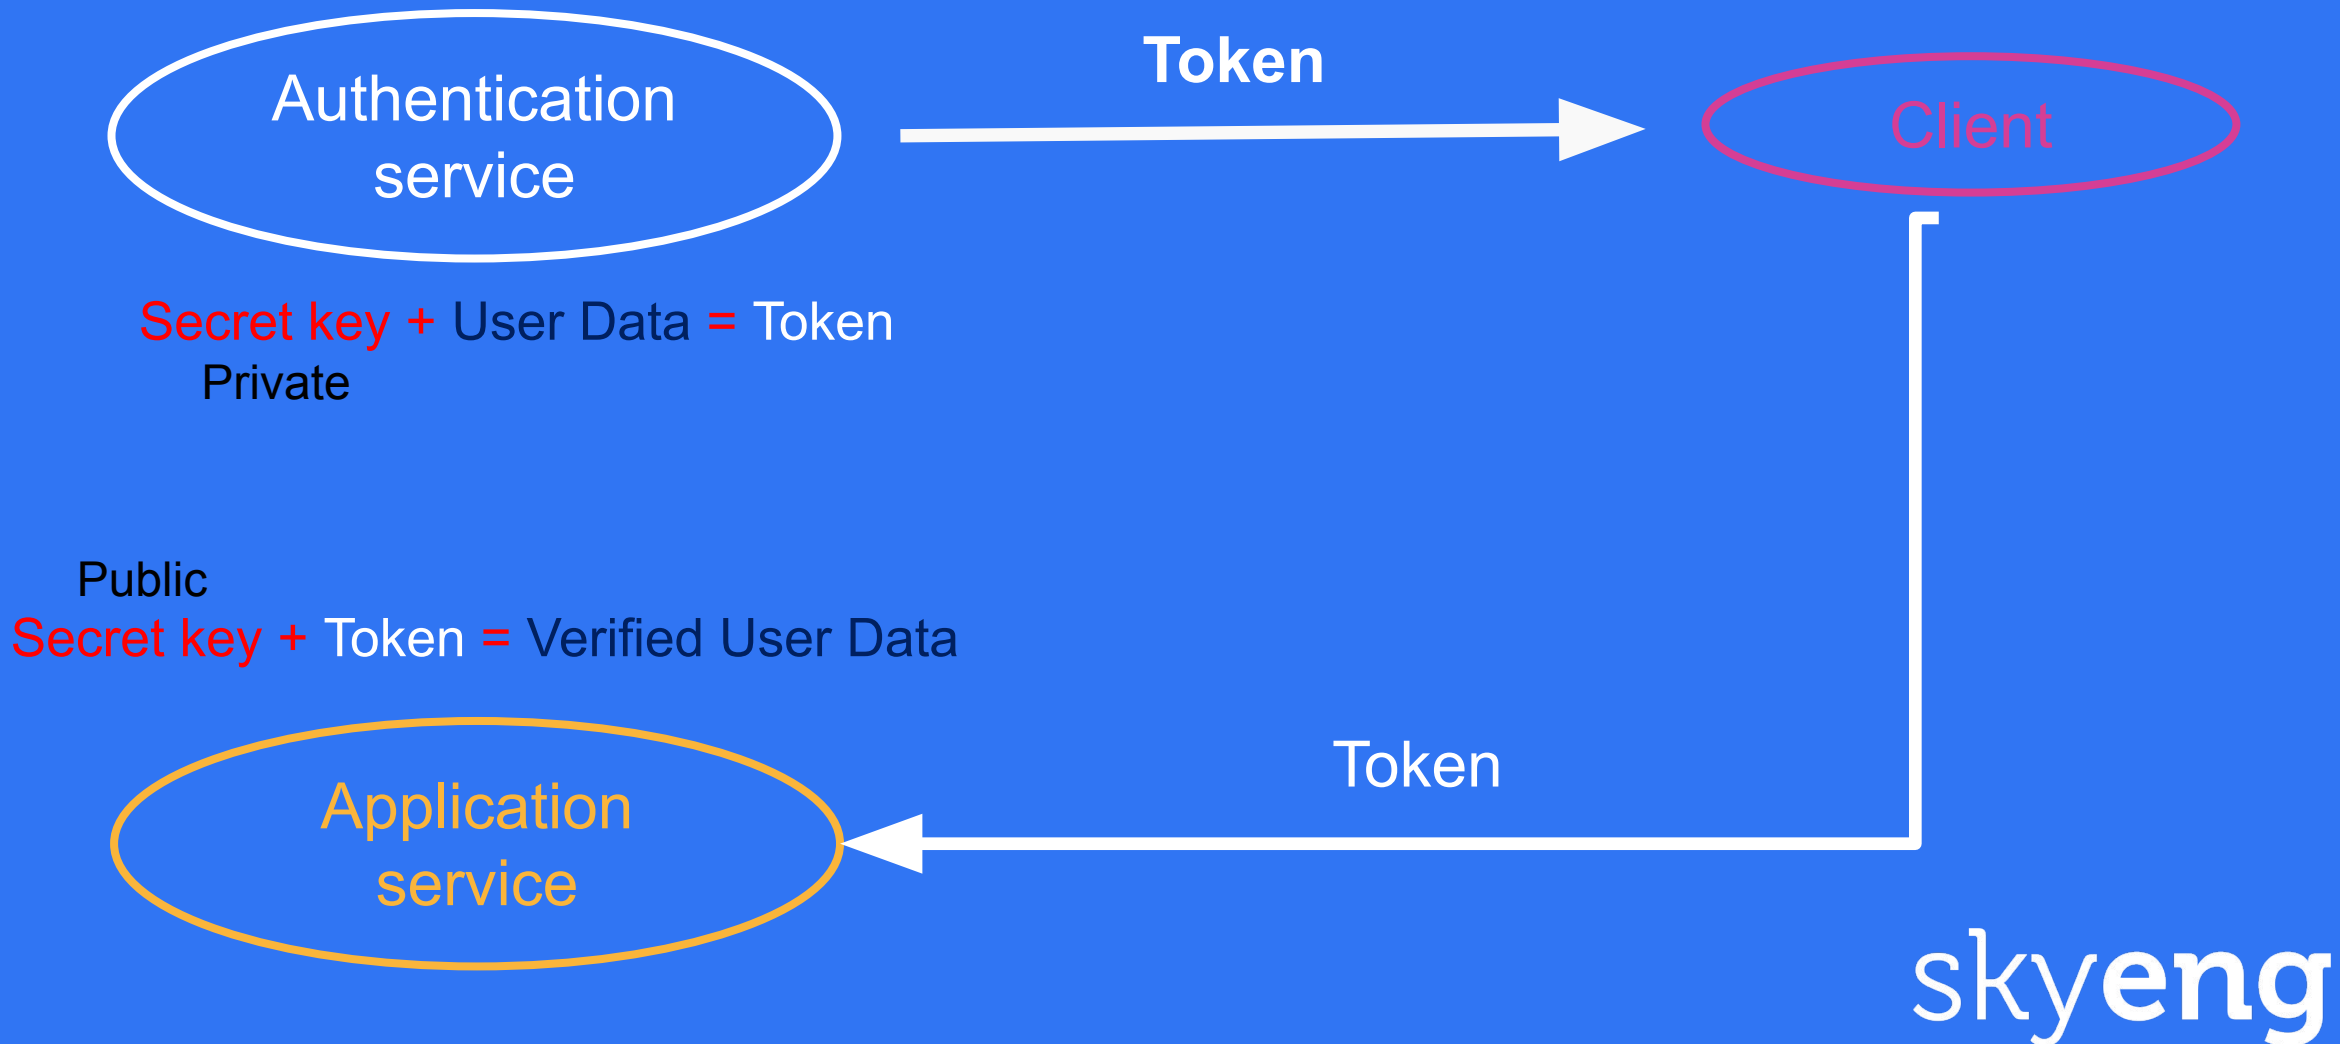 Authentication
service
Token
Client
Secret key + User Data = Token
Private
Public
Secret key + Token = Verified User Data
Application
service
Token
skyeng